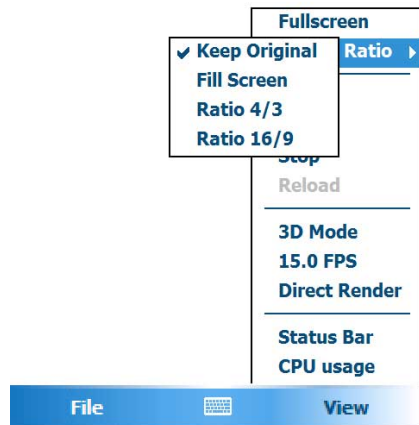 Fullscreen
Ratio
Keep Original
Fill Screen
Ratio 4/3
Ratio 16/9
Stop
Reload
3D Mode
15.0 FPS
Direct Render
Status Bar
CPU usage
File
View